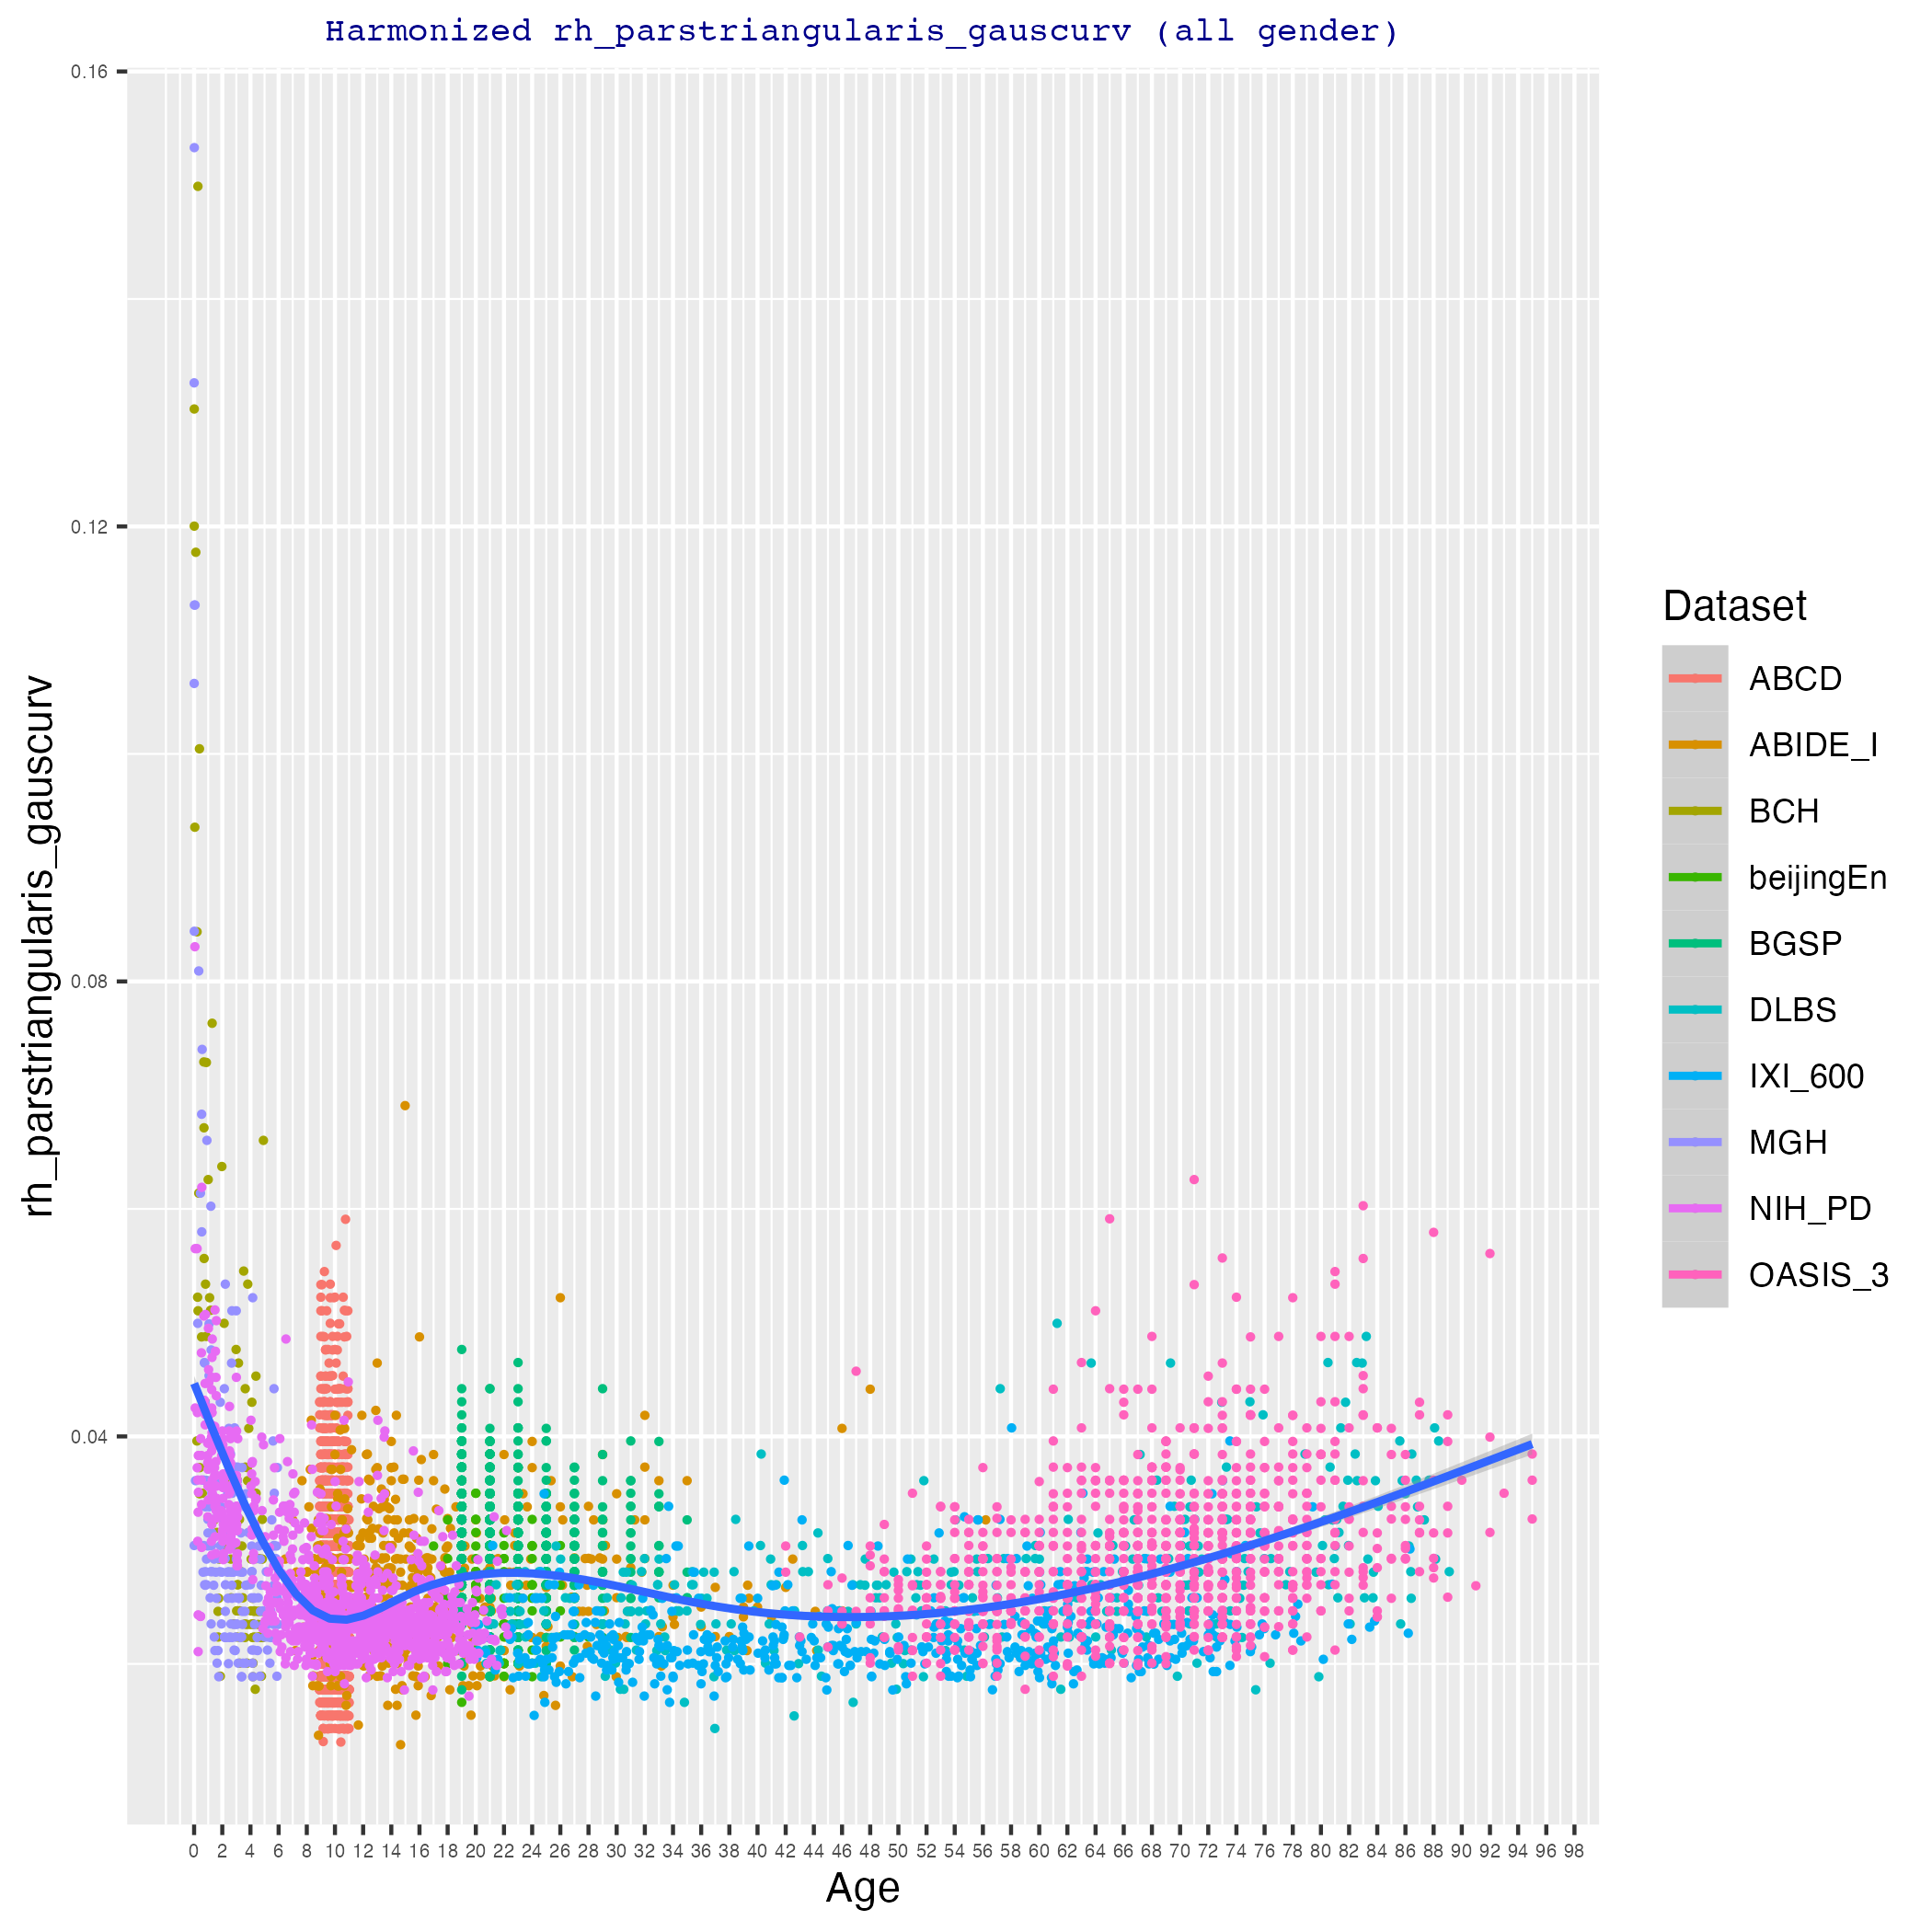 Harmonized rh_parstriangularis_gauscurv (all gender)
0.16
0.12
0.08
0.04
rh_parstriangularis_gauscurv
0 2 4 6 8 10 12 14 16 18 20 22 24 26 28 30 32 34 36 38 40 42 44 46 48 50 52 54 56 58 60 62 64 66 68 70 72 74 76 78 80 82 84 86 88 90 92 94 96 98
Age
Dataset
ABCD
ABIDE_I
BCH
beijingEn
BGSP
DLBS
IXI_600
MGH
NIH_PD
OASIS_3